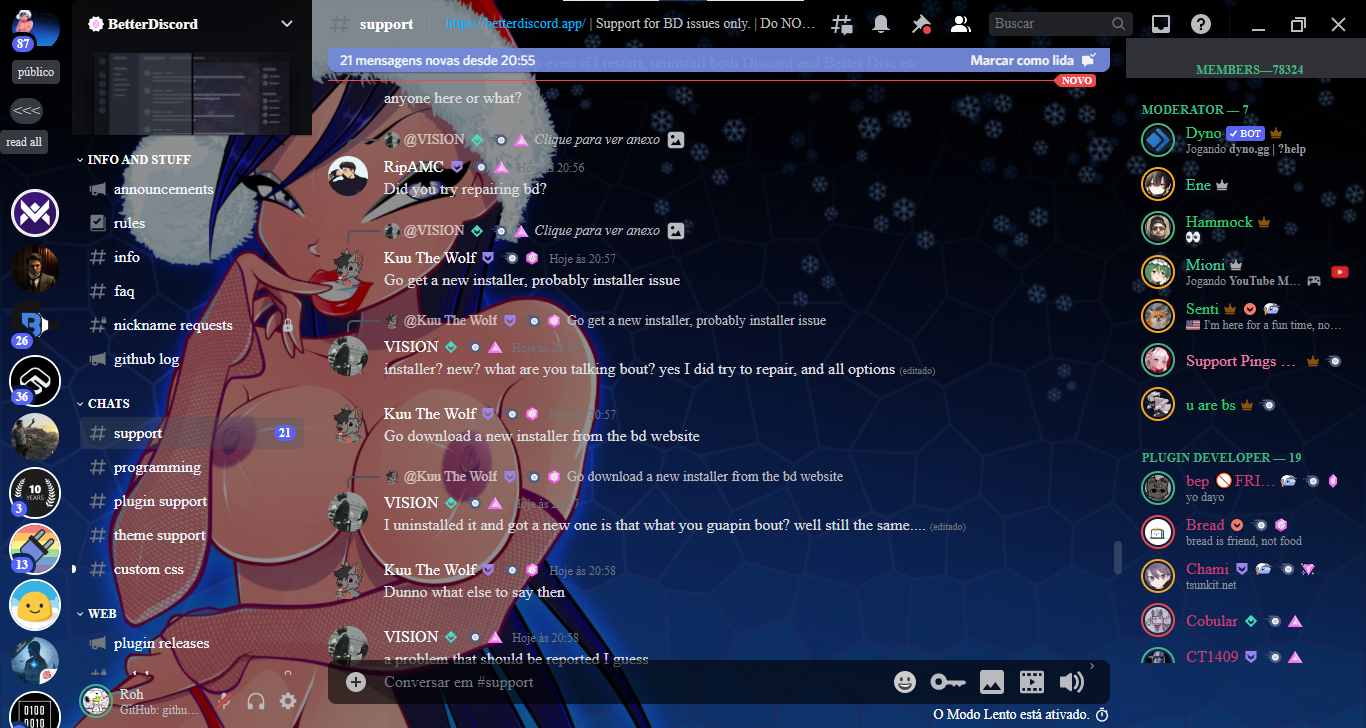 87
público
<<<
read all
26
36
10
YEARS
3
13
BetterDiscord
INFO AND STUFF
announcements
rules
info
faq
nickname requests
github log
CHATS
support
21
programming
plugin support
theme support
custom css
WEB
plugin releases
Roh
GitHub: githu...
support
https://betterdiscord.app/ | Support for BD issues only. | Do NO...
Buscar
21 mensagens novas desde 20:55
Marcar como lida
NOVO
anyone here or what?
@VISION Clique para ver anexo
RipAMC Hoje às 20:56
Did you try repairing bd?
@VISION Clique para ver anexo
Kuu The Wolf Hoje às 20:57
Go get a new installer, probably installer issue
@Kuu The Wolf Go get a new installer, probably installer issue
VISION Hoje às 20:57
installer? new? what are you talking bout? yes I did try to repair, and all options (editado)
Kuu The Wolf Hoje às 20:57
Go download a new installer from the bd website
@Kuu The Wolf Go download a new installer from the bd website
VISION
I uninstalled it and got a new one is that what you guapin bout? well still the same.... (editado)
Kuu The Wolf Hoje às 20:58
Dunno what else to say then
VISION Hoje às 20:58
a problem that should be reported I guess
Conversar em #support
O Modo Lento está ativado.
MEMBERS—78324
MODERATOR — 7
Dyno BOT
Jogando dyno.gg | ?help
Ene
Hammock
Mioni
Jogando YouTube M...
Senti
I'm here for a fun time, no...
Support Pings ...
u are bs
PLUGIN DEVELOPER — 19
bep FRI...
yo dayo
Bread
bread is friend, not food
Chami
tsunkit.net
Cobular
CT1409